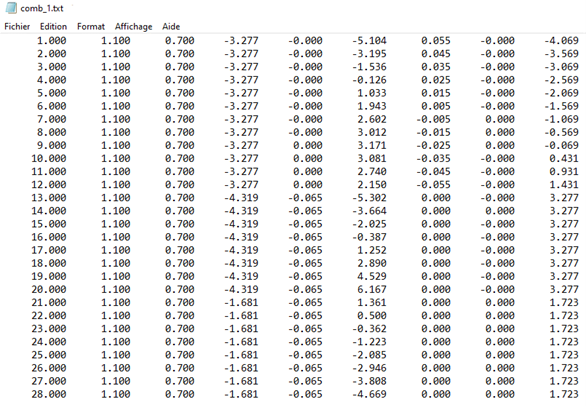 comb_1.txt
Fichier Edition Format Affichage Aide
1.000 1.100 0.700 -3.277 -0.000 -5.104 0.055 -0.000 -4.069
2.000 1.100 0.700 -3.277 -0.000 -3.195 0.045 -0.000 -3.569
3.000 1.100 0.700 -3.277 -0.000 -1.536 0.035 -0.000 -3.069
4.000 1.100 0.700 -3.277 -0.000 -0.126 0.025 -0.000 -2.569
5.000 1.100 0.700 -3.277 -0.000 1.033 0.015 -0.000 -2.069
6.000 1.100 0.700 -3.277 -0.000 1.943 0.005 -0.000 -1.569
7.000 1.100 0.700 -3.277 -0.000 2.602 -0.005 -0.000 -1.069
8.000 1.100 0.700 -3.277 -0.000 3.012 -0.015 -0.000 -0.569
9.000 1.100 0.700 -3.277 0.000 3.171 -0.025 -0.000 -0.069
10.000 1.100 0.700 -3.277 0.000 3.081 -0.035 -0.000 0.431
11.000 1.100 0.700 -3.277 0.000 2.740 -0.045 -0.000 0.931
12.000 1.100 0.700 -3.277 0.000 2.150 -0.055 -0.000 1.431
13.000 1.100 0.700 -4.319 -0.065 -5.302 0.000 -0.000 3.277
14.000 1.100 0.700 -4.319 -0.065 -3.664 0.000 -0.000 3.277
15.000 1.100 0.700 -4.319 -0.065 -2.025 0.000 -0.000 3.277
16.000 1.100 0.700 -4.319 -0.065 -0.387 0.000 -0.000 3.277
17.000 1.100 0.700 -4.319 -0.065 1.252 0.000 -0.000 3.277
18.000 1.100 0.700 -4.319 -0.065 2.890 0.000 -0.000 3.277
19.000 1.100 0.700 -4.319 -0.065 4.529 0.000 -0.000 3.277
20.000 1.100 0.700 -4.319 -0.065 6.167 0.000 -0.000 3.277
21.000 1.100 0.700 -1.681 -0.065 1.361 0.000 0.000 1.723
22.000 1.100 0.700 -1.681 -0.065 0.500 0.000 0.000 1.723
23.000 1.100 0.700 -1.681 -0.065 -0.362 0.000 0.000 1.723
24.000 1.100 0.700 -1.681 -0.065 -1.223 0.000 0.000 1.723
25.000 1.100 0.700 -1.681 -0.065 -2.085 0.000 0.000 1.723
26.000 1.100 0.700 -1.681 -0.065 -2.946 0.000 0.000 1.723
27.000 1.100 0.700 -1.681 -0.065 -3.808 0.000 0.000 1.723
28.000 1.100 0.700 -1.681 -0.065 -4.669 0.000 0.000 1.723